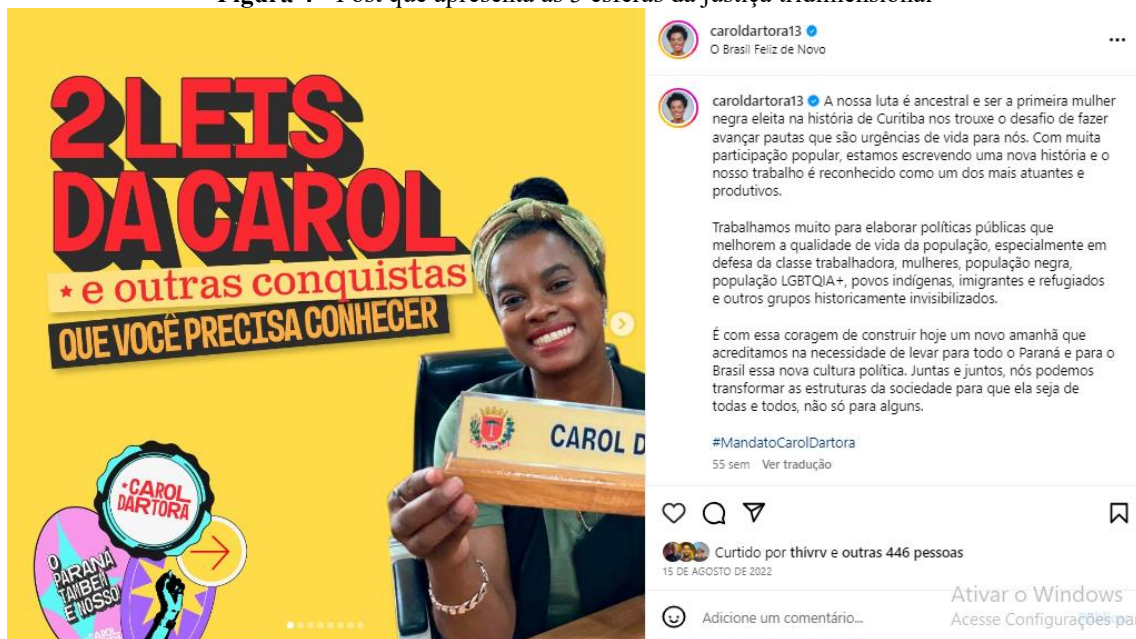 Figura 4 - Post que apresenta as 3 esferas da justiça tridimensional
2 LEIS
DA CAROL
e outras conquistas
QUE VOCÊ PRECISA CONHECER
CAROL D
CAROL
DARTORA
O
PARANÁ
TAMBÉM
É NOSSO!
CAROL
caroldartora13
O Brasil Feliz de Novo
caroldartora13 A nossa luta é ancestral e ser a primeira mulher
negra eleita na história de Curitiba nos trouxe o desafio de fazer
avançar pautas que são urgências de vida para nós. Com muita
participação popular, estamos escrevendo uma nova história e o
nosso trabalho é reconhecido como um dos mais atuantes e
produtivos.
Trabalhamos muito para elaborar políticas públicas que
melhorem a qualidade de vida da população, especialmente em
defesa da classe trabalhadora, mulheres, população negra,
população LGBTQIA+, povos indígenas, imigrantes e refugiados
e outros grupos historicamente invisibilizados.
É com essa coragem de construir hoje um novo amanhã que
acreditamos na necessidade de levar para todo o Paraná e para o
Brasil essa nova cultura política. Juntas e juntos, nós podemos
transformar as estruturas da sociedade para que ela seja de
todas e todos, não só para alguns.
#MandatoCarolDartora
55 sem Ver tradução
Curtido por thivrv e outras 446 pessoas
15 DE AGOSTO DE 2022
Adicione um comentário...
Ativar o Windows
Acesse Configurações pa